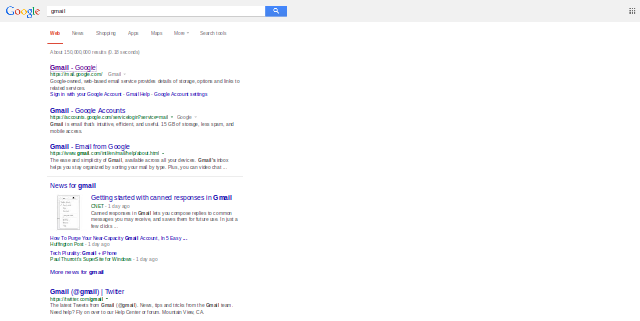 Google gmail
Web News Shopping Apps Maps More Search tools
About 150,000,000 results (0.18 seconds)
Gmail - Google
https://mail.google.com/ Gmail
Google-owned, web-based email service provides details of storage, options and links to
related services.
Sign in with your Google Account - Gmail Help - Google Account settings
Gmail - Google Accounts
https://accounts.google.com/servicelogin?service=mail Google
Gmail is email that's intuitive, efficient, and useful. 15 GB of storage, less spam, and
mobile access.
Gmail - Email from Google
https://www.gmail.com/intl/en/mail/help/about.html
The ease and simplicity of Gmail, available across all your devices. Gmail's inbox
helps you stay organized by sorting your mail by type. Plus, you can video chat ...
News for gmail
Getting started with canned responses in Gmail
CNET - 1 day ago
Canned responses in Gmail lets you compose replies to common
messages you may receive, and saves them for future use. In just a
few clicks ...
How To Purge Your Near-Capacity Gmail Account, In 5 Easy ...
Huffington Post - 1 day ago
Tech Plurality: Gmail + iPhone
Paul Thurrott's SuperSite for Windows - 1 day ago
More news for gmail
Gmail (@gmail) | Twitter
https://twitter.com/gmail
The latest Tweets from Gmail (@gmail). News, tips and tricks from the Gmail team.
Need help? Fly on over to our Help Center or forum. Mountain View, CA